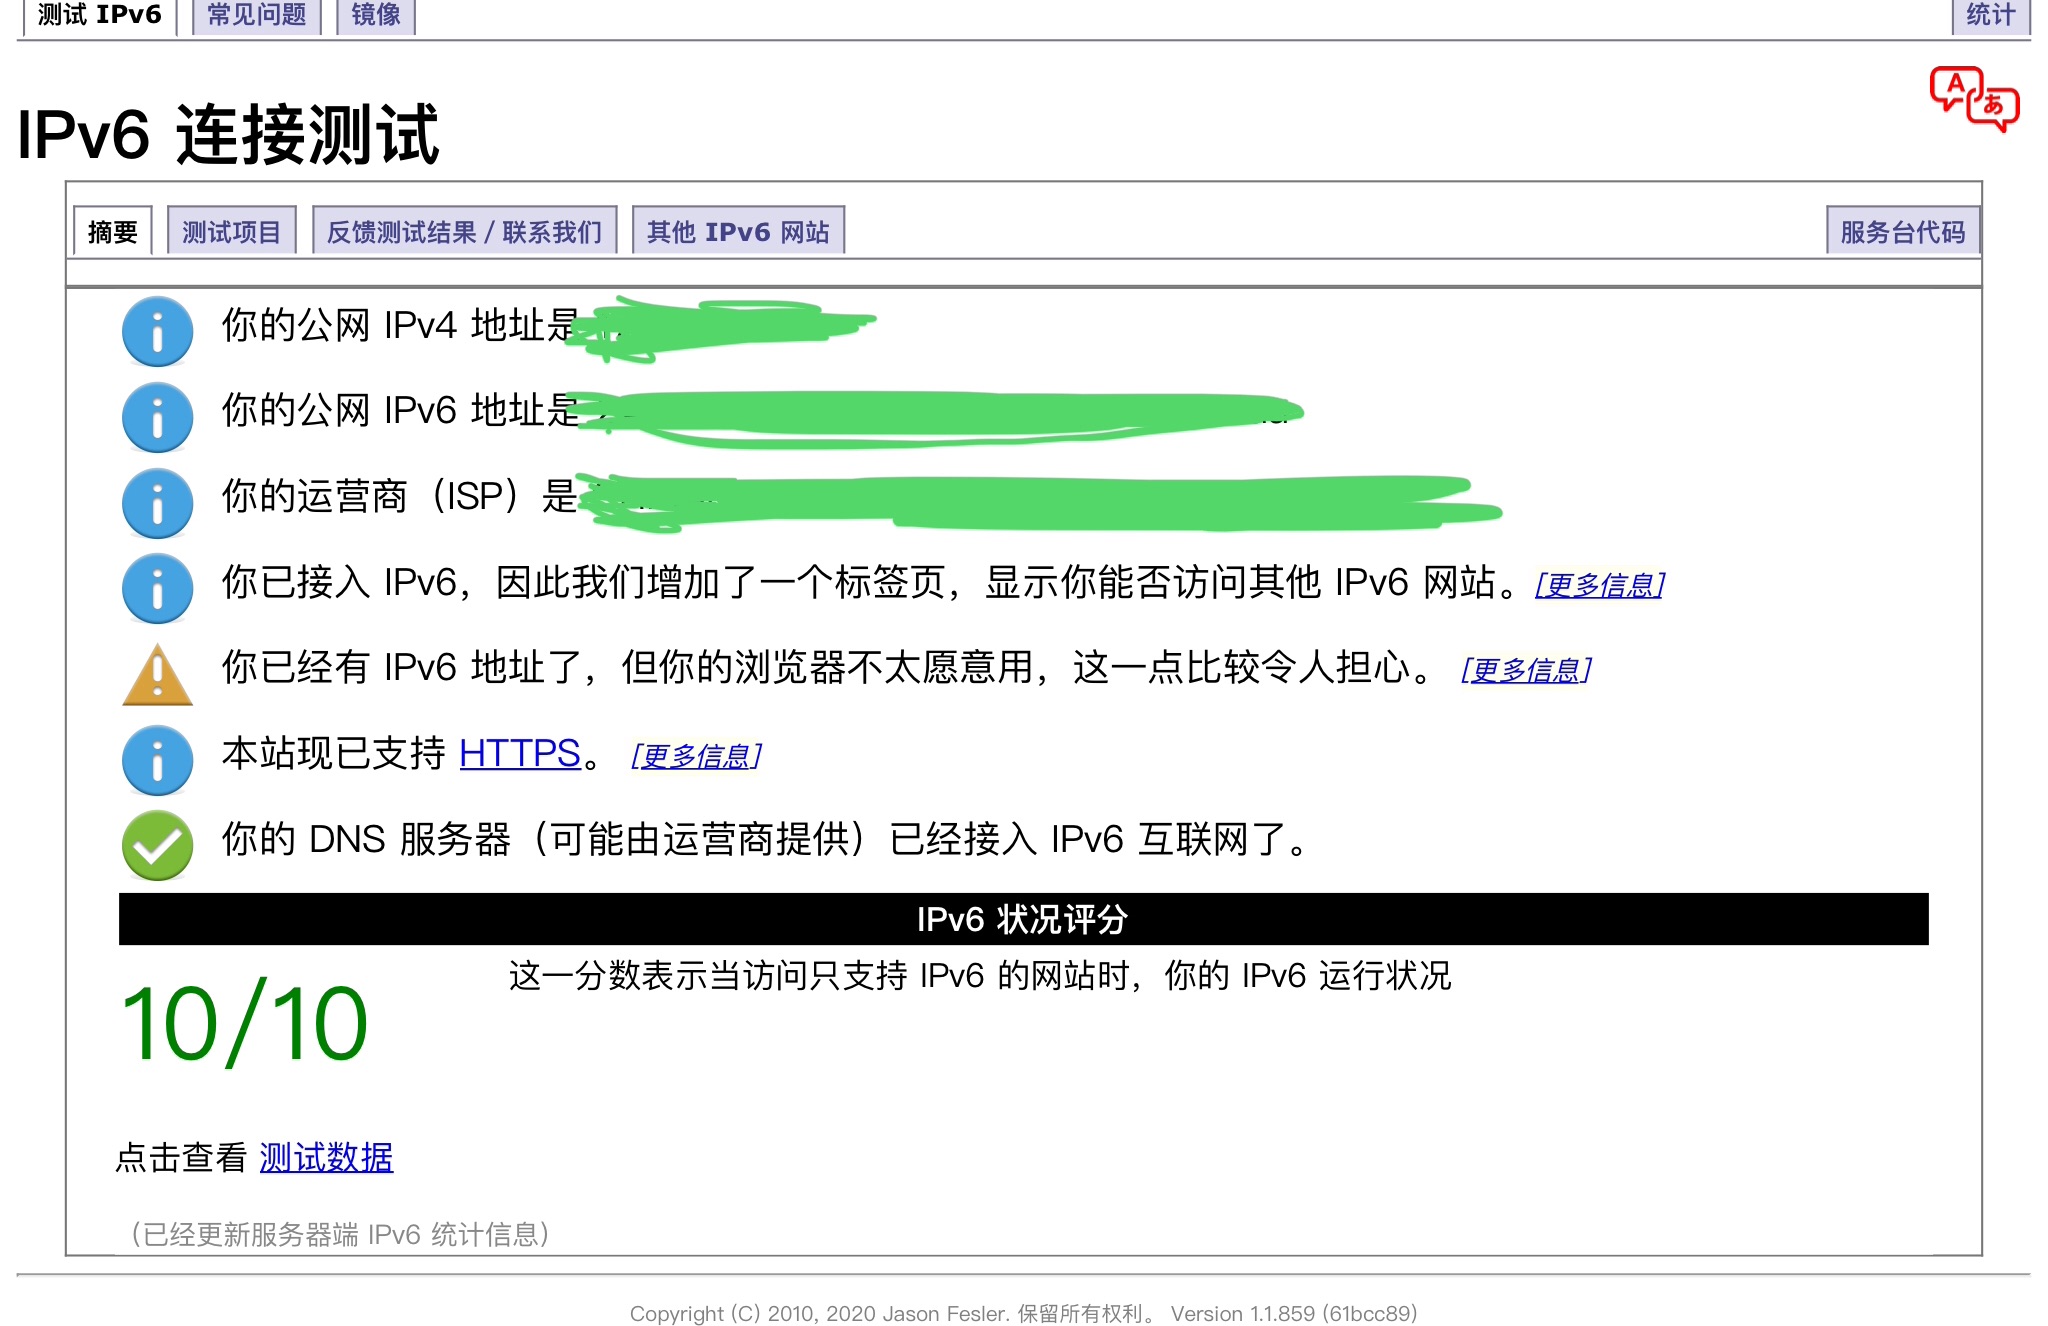 测试 IPv6 常见问题 镜像 统计
IPv6 连接测试
摘要 测试项目 反馈测试结果 / 联系我们 其他 IPv6 网站 服务台代码
你的公网 IPv4 地址是
你的公网 IPv6 地址是
你的运营商（ISP）是
你已接入 IPv6，因此我们增加了一个标签页，显示你能否访问其他 IPv6 网站。[更多信息]
你已经有 IPv6 地址了，但你的浏览器不太愿意用，这一点比较令人担心。 [更多信息]
本站现已支持 HTTPS。 [更多信息]
你的 DNS 服务器（可能由运营商提供）已经接入 IPv6 互联网了。
IPv6 状况评分
10/10 这一分数表示当访问只支持 IPv6 的网站时，你的 IPv6 运行状况
点击查看 测试数据
（已经更新服务器端 IPv6 统计信息）
Copyright (C) 2010, 2020 Jason Fesler. 保留所有权利。 Version 1.1.859 (61bcc89)